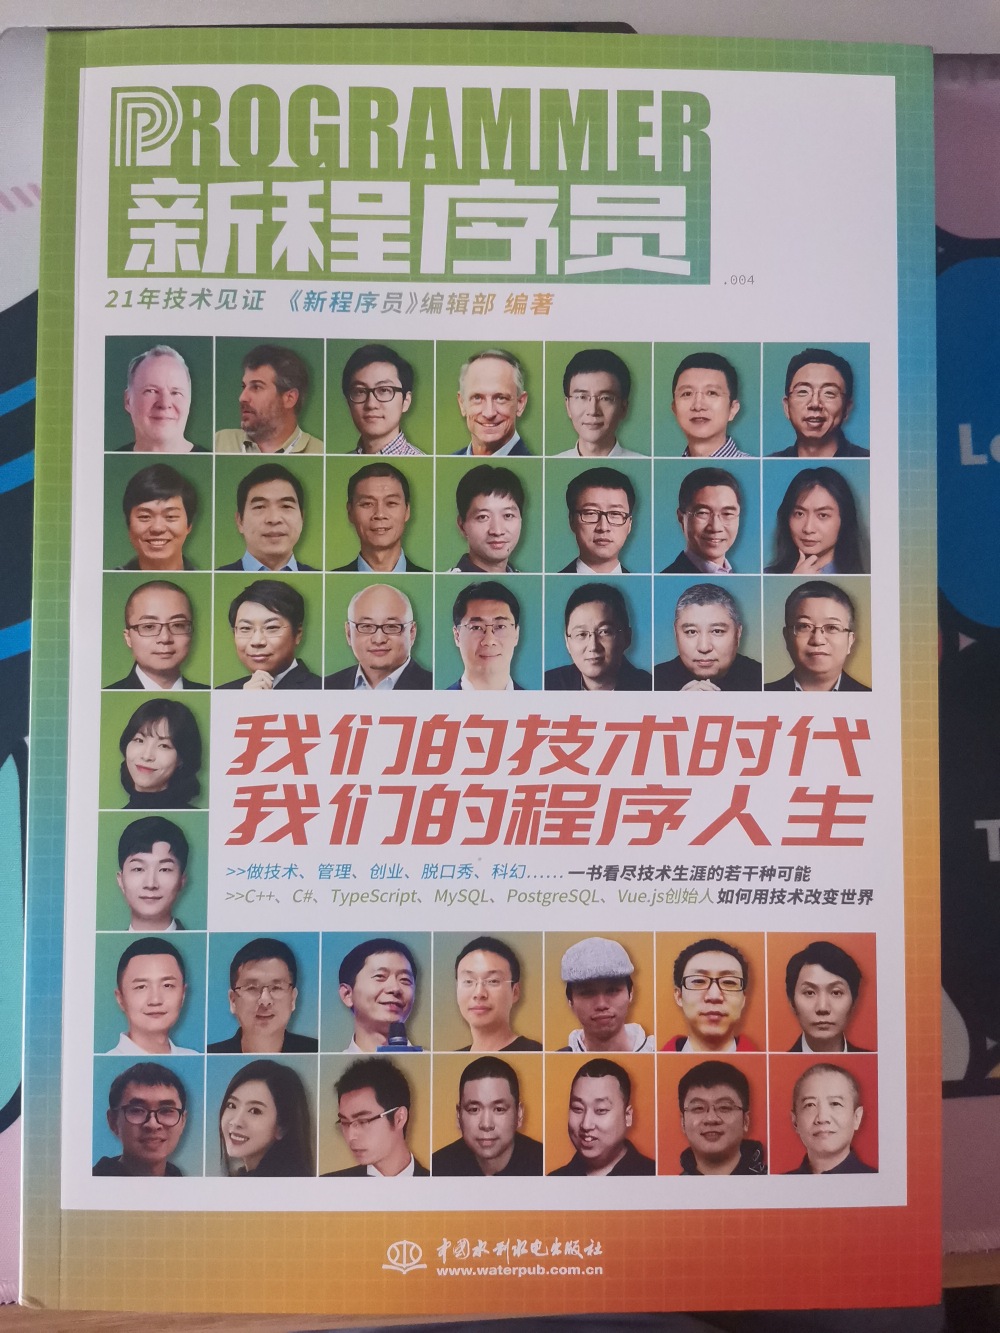 PROGRAMMER
新程序员
.004
21年技术见证 《新程序员》编辑部 编著
我们的技术时代
我们的程序人生
>>做技术、管理、创业、脱口秀、科幻……一书看尽技术生涯的若干种可能
>>C++、C#、TypeScript、MySQL、PostgreSQL、Vue.js创始人 如何用技术改变世界
中国水利水电出版社
www.waterpub.com.cn